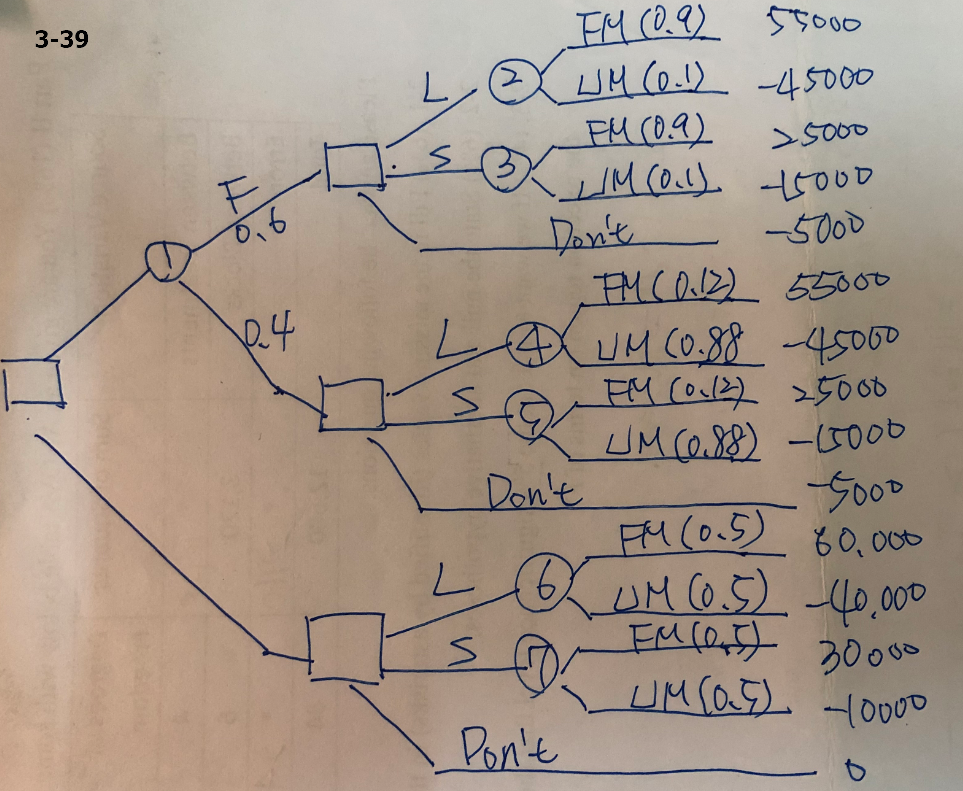 3-39
FM (0.9) 55000
L 2 UM (0.1) -45000
FM (0.9) 25000
S 3 UM (0.1) -15000
F
0.6 Don't -5000
1
FM (0.12) 55000
0.4 L 4 UM (0.88 -45000
FM (0.12) 25000
S 5 UM (0.88) -15000
Don't -5000
FM (0.5) 60.000
L 6 UM (0.5) -40.000
FM (0.5) 30000
S 7 UM (0.5) -10000
Don't 0